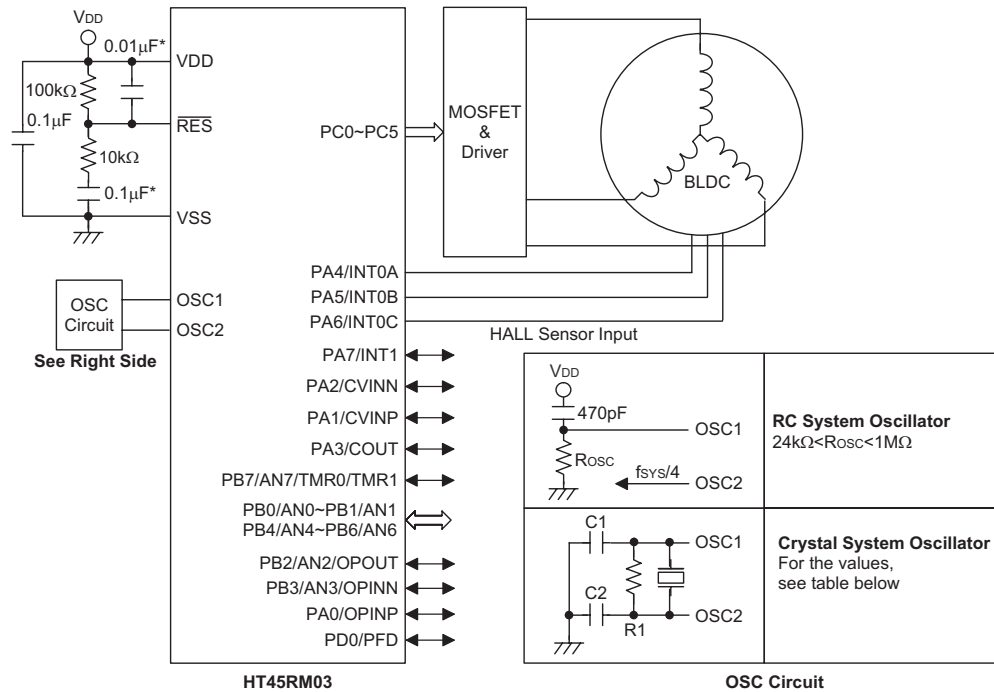 VDD
0.01μF*
VDD
100kΩ
0.1μF
RES
10kΩ
0.1μF*
VSS
OSC
Circuit
See Right Side
OSC1
OSC2
PC0~PC5
MOSFET
&
Driver
BLDC
PA4/INT0A
PA5/INT0B
PA6/INT0C
HALL Sensor Input
PA7/INT1
PA2/CVINN
PA1/CVINP
PA3/COUT
PB7/AN7/TMR0/TMR1
PB0/AN0~PB1/AN1
PB4/AN4~PB6/AN6
PB2/AN2/OPOUT
PB3/AN3/OPINN
PA0/OPINP
PD0/PFD
HT45RM03
VDD
470pF
OSC1
ROSC
fSYS/4
OSC2
RC System Oscillator
24kΩ<ROSC<1MΩ
C1
OSC1
C2
R1
OSC2
Crystal System Oscillator
For the values,
see table below
OSC Circuit